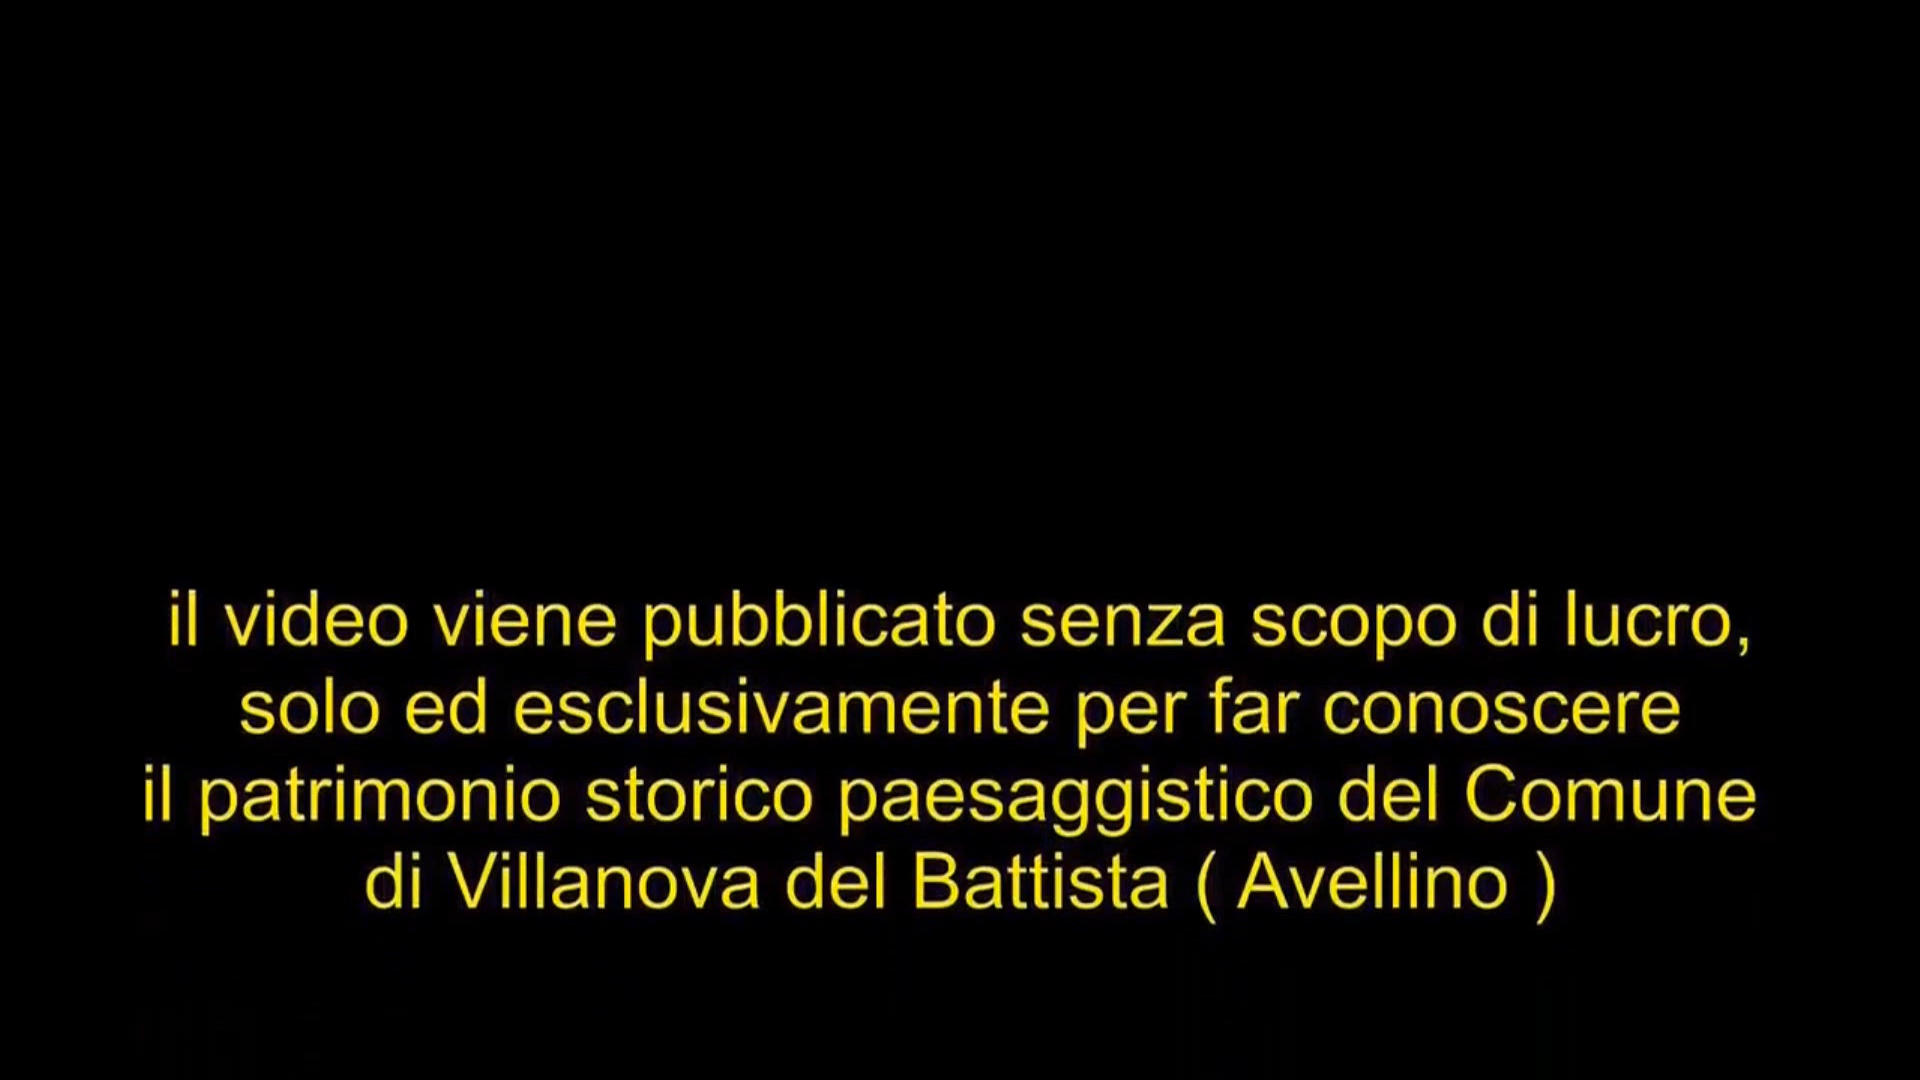 il video viene pubblicato senza scopo di lucro,
solo ed esclusivamente per far conoscere
il patrimonio storico paesaggistico del Comune
di Villanova del Battista ( Avellino )